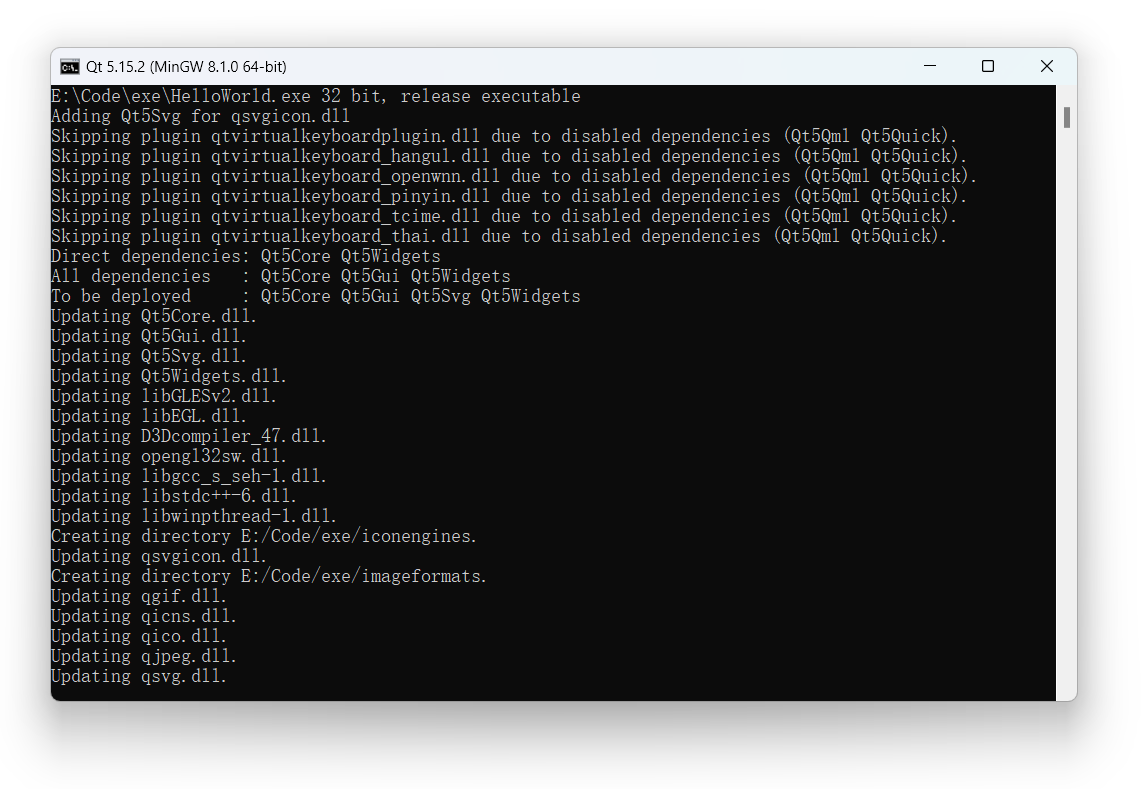 Qt 5.15.2 (MinGW 8.1.0 64-bit)
E:\Code\exe\HelloWorld.exe 32 bit, release executable
Adding Qt5Svg for qsvgicon.dll
Skipping plugin qtvirtualkeyboardplugin.dll due to disabled dependencies (Qt5Qml Qt5Quick).
Skipping plugin qtvirtualkeyboard_hangul.dll due to disabled dependencies (Qt5Qml Qt5Quick).
Skipping plugin qtvirtualkeyboard_openwnn.dll due to disabled dependencies (Qt5Qml Qt5Quick).
Skipping plugin qtvirtualkeyboard_pinyin.dll due to disabled dependencies (Qt5Qml Qt5Quick).
Skipping plugin qtvirtualkeyboard_tcime.dll due to disabled dependencies (Qt5Qml Qt5Quick).
Skipping plugin qtvirtualkeyboard_thai.dll due to disabled dependencies (Qt5Qml Qt5Quick).
Direct dependencies: Qt5Core Qt5Widgets
All dependencies   : Qt5Core Qt5Gui Qt5Widgets
To be deployed     : Qt5Core Qt5Gui Qt5Svg Qt5Widgets
Updating Qt5Core.dll.
Updating Qt5Gui.dll.
Updating Qt5Svg.dll.
Updating Qt5Widgets.dll.
Updating libGLESv2.dll.
Updating libEGL.dll.
Updating D3Dcompiler_47.dll.
Updating opengl32sw.dll.
Updating libgcc_s_seh-1.dll.
Updating libstdc++-6.dll.
Updating libwinpthread-1.dll.
Creating directory E:/Code/exe/iconengines.
Updating qsvgicon.dll.
Creating directory E:/Code/exe/imageformats.
Updating qgif.dll.
Updating qicns.dll.
Updating qico.dll.
Updating qjpeg.dll.
Updating qsvg.dll.